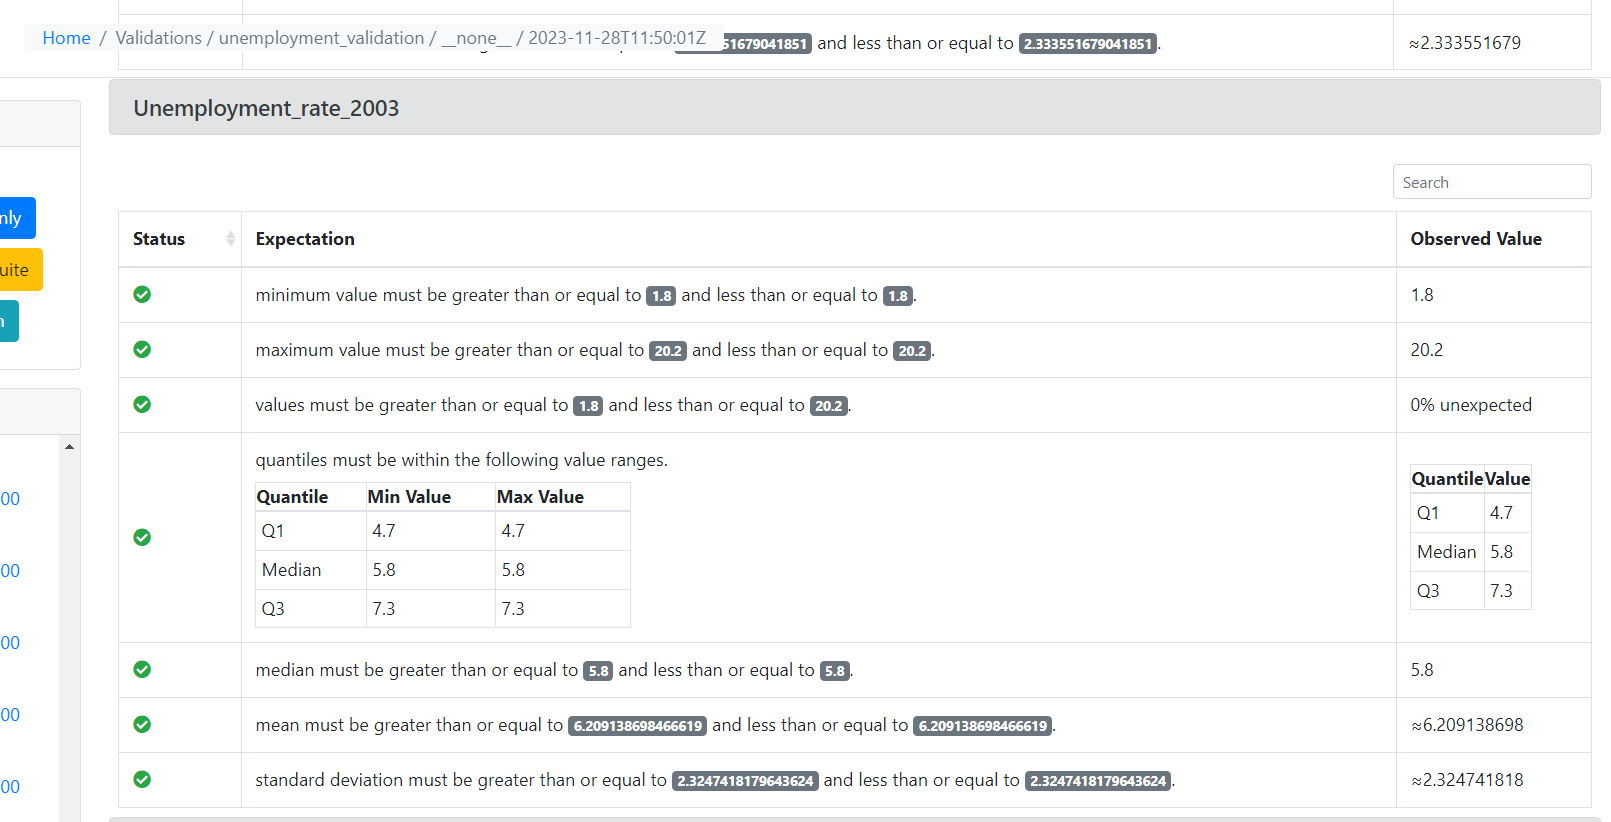 Home / Validations / unemployment_validation / __none__ / 2023-11-28T11:50:01Z
51679041851 and less than or equal to 2.333551679041851. ≈2.333551679
Unemployment_rate_2003
nly
uite
Search
Status Expectation Observed Value
minimum value must be greater than or equal to 1.8 and less than or equal to 1.8. 1.8
maximum value must be greater than or equal to 20.2 and less than or equal to 20.2. 20.2
values must be greater than or equal to 1.8 and less than or equal to 20.2. 0% unexpected
quantiles must be within the following value ranges.
Quantile Min Value Max Value
Q1 4.7 4.7
Median 5.8 5.8
Q3 7.3 7.3
Quantile Value
Q1 4.7
Median 5.8
Q3 7.3
median must be greater than or equal to 5.8 and less than or equal to 5.8. 5.8
mean must be greater than or equal to 6.209138698466619 and less than or equal to 6.209138698466619. ≈6.209138698
standard deviation must be greater than or equal to 2.3247418179643624 and less than or equal to 2.3247418179643624. ≈2.324741818
00
00
00
00
00